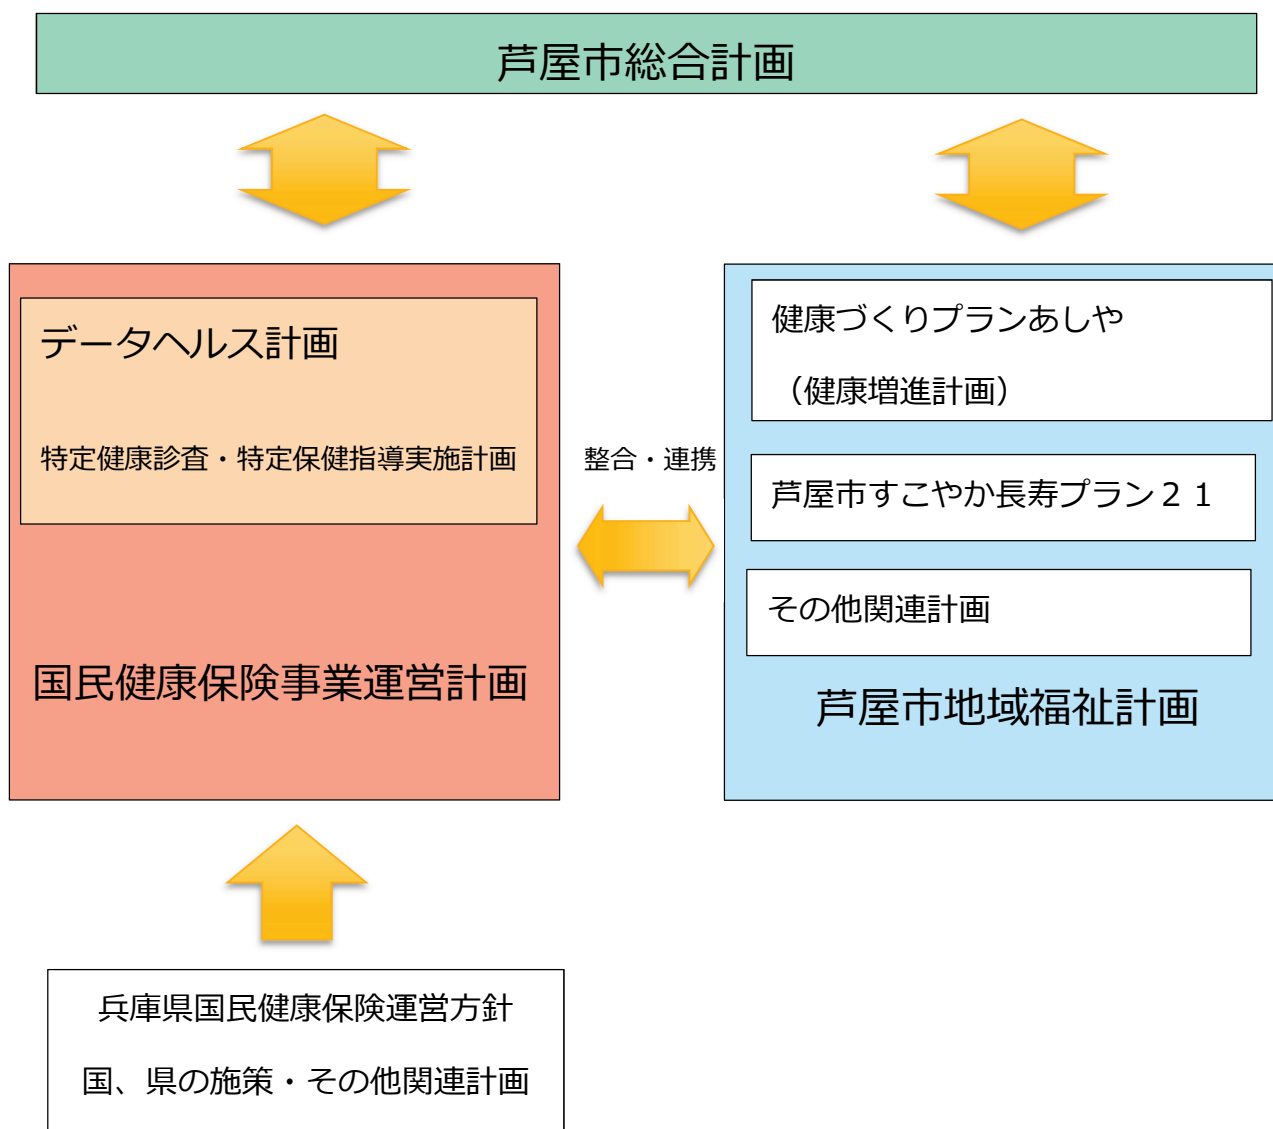 芦屋市総合計画
データヘルス計画
特定健康診査・特定保健指導実施計画
国民健康保険事業運営計画
整合・連携
健康づくりプランあしや
（健康増進計画）
芦屋市すこやか長寿プラン２１
その他関連計画
芦屋市地域福祉計画
兵庫県国民健康保険運営方針
国、県の施策・その他関連計画